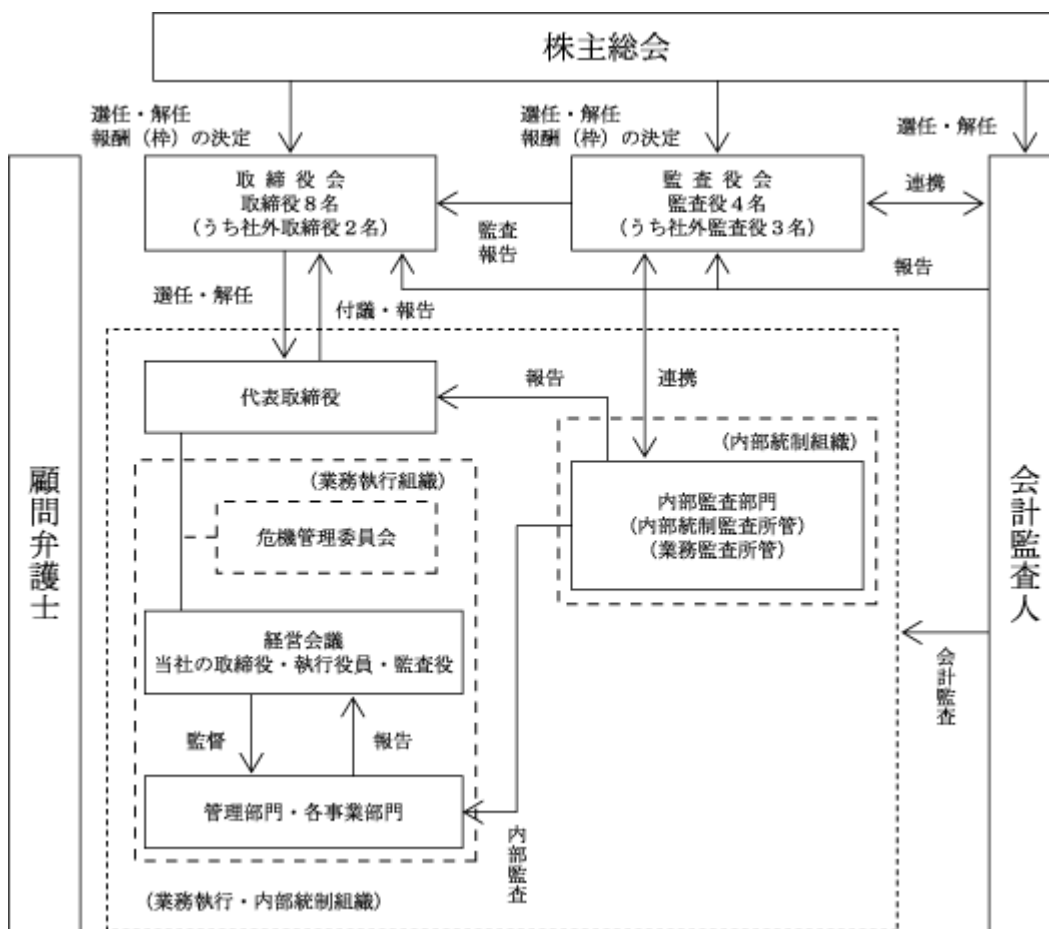 株主総会
選任・解任
報酬（枠）の決定
選任・解任
報酬（枠）の決定
選任・解任
取締役会
取締役８名
（うち社外取締役２名）
監査役会
監査役４名
（うち社外監査役３名）
連携
監査
報告
報告
選任・解任
付議・報告
代表取締役
報告
連携
（内部統制組織）
内部監査部門
（内部統制監査所管）
（業務監査所管）
（業務執行組織）
危機管理委員会
経営会議
当社の取締役・執行役員・監査役
監督
報告
管理部門・各事業部門
内部監査
会計監査
（業務執行・内部統制組織）
顧問弁護士
会計監査人